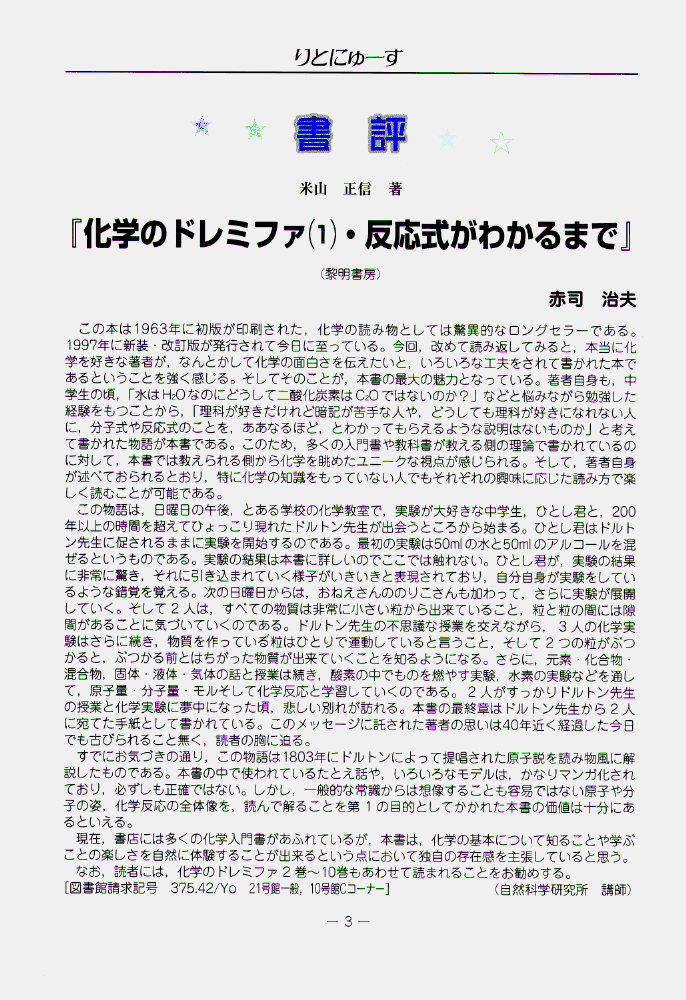 りとにゅーす
書評
米山 正信 著
『化学のドレミファ(1)・反応式がわかるまで』
(黎明書房)
赤司 治夫
この本は1963年に初版が印刷された,化学の読み物としては驚異的なロングセラーである。
1997年に新装・改訂版が発行されて今日に至っている。今回,改めて読み返してみると,本当に化
学を好きな著者が,なんとかして化学の面白さを伝えたいと,いろいろな工夫をされて書かれた本で
あるということを強く感じる。そしてそのことが,本書の最大の魅力となっている。著者自身も,中
学生の頃,「水はH₂OなのにどうしてC二酸化炭素はC₂Oではないのか?」などと悩みながら勉強した
経験をもつことから,「理科が好きだけれど暗記が苦手な人や,どうしても理科が好きになれない人
に,分子式や反応式のことを,ああなるほど,とわかってもらえるような説明はないものか」と考え
て書かれた物語が本書である。このため,多くの入門書や教科書が教える側の理論で書かれているの
に対して,本書では教えられる側から化学を眺めたユニークな視点が感じられる。そして,著者自身
が述べておられるとおり,特に化学の知識をもっていない人でもそれぞれの興味に応じた読み方で楽
しく読むことが可能である。
この物語は,日曜日の午後,とある学校の化学教室で,実験が大好きな中学生,ひとし君と,200
年以上の時間を超えてひょっこり現れたドルトン先生が出会うところから始まる。ひとし君はドルト
ン先生に促されるままに実験を開始するのである。最初の実験は50mlの水と50mlのアルコールを混
ぜるというものである。実験の結果は本書に詳しいのでここでは触れない。ひとし君が,実験の結果
に非常に驚き,それに引き込まれていく様子がいきいきと表現されており,自分自身が実験をしてい
るような錯覚を覚える。次の日曜日からは,おねえさんののりこさんも加わって,さらに実験が展開
していく。そして2人は,すべての物質は非常に小さい粒から出来ていること,粒と粒の間には隙
間があることに気づいていくのである。ドルトン先生の不思議な授業を交えながら,3人の化学実
験はさらに続き,物質を作っている粒はひとりで運動していると言うこと,そして2つの粒がぶつ
かると,ぶつかる前とはちがった物質が出来ていくことを知るようになる。さらに,元素・化合物・
混合物,固体・液体・気体の話と授業は続き,酸素の中でものを燃やす実験,水素の実験などを通し
て,原子量・分子量・モルそして化学反応と学習していくのである。2人がすっかりドルトン先生
の授業と化学実験に夢中になった頃,悲しい別れが訪れる。本書の最終章はドルトン先生から2人
に宛てた手紙として書かれている。このメッセージに託された著者の思いは40年近く経過した今日
でも古びられること無く,読者の胸に迫る。
すでにお気づきの通り,この物語は1803年にドルトンによって提唱された原子説を読み物風に解
説したものである。本書の中で使われているたとえ話や,いろいろなモデルは,かなりマンガ化され
ており,必ずしも正確ではない。しかし,一般的な常識からは想像することも容易ではない原子や分
子の姿,化学反応の全体像を,読んで解ることを第1の目的としてかかれた本書の価値は十分にあ
るといえる。
現在,書店には多くの化学入門書があふれているが,本書は,化学の基本について知ることや学ぶ
ことの楽しさを自然に体験することが出来るという点において独自の存在感を主張していると思う。
なお,読者には,化学のドレミファ2巻〜10巻もあわせて読まれることをお勧めする。
[図書館請求記号 375.42/Yo 21号館一般,10号館Cコーナー] (自然科学研究所 講師)
― 3 ―